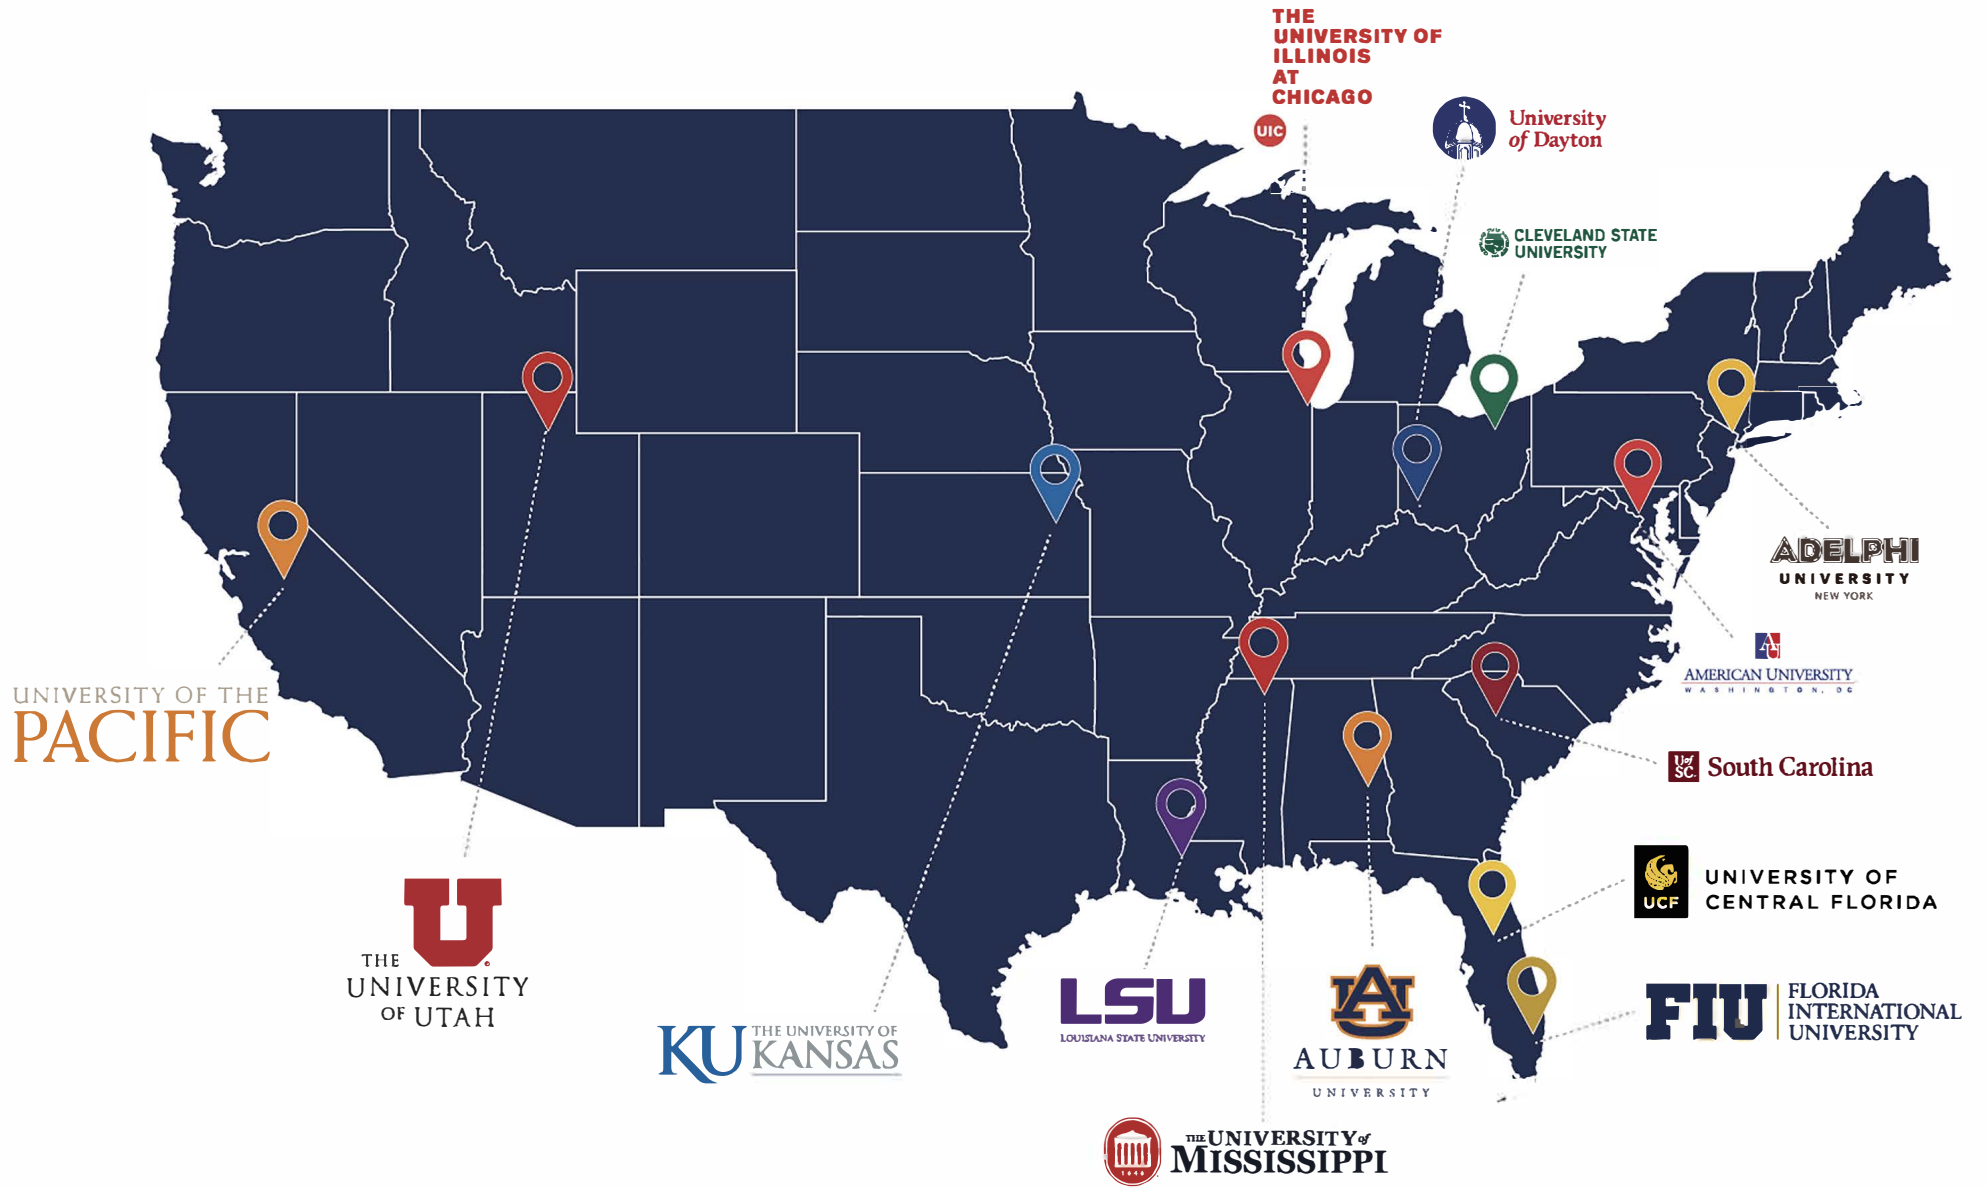 THE
UNIVERSITY OF
ILLINOIS
AT
CHICAGO
UIC
University
of Dayton
CLEVELAND STATE
UNIVERSITY
ADELPHI
UNIVERSITY
NEW YORK
AU
AMERICAN UNIVERSITY
WASHINGTON, DC
UNIVERSITY OF THE
PACIFIC
Uof
SC.
South Carolina
UCF
UNIVERSITY OF
CENTRAL FLORIDA
U
THE
UNIVERSITY
OF UTAH
KU
THE UNIVERSITY OF
KANSAS
LSU
LOUISIANA STATE UNIVERSITY
AU
AUBURN
UNIVERSITY
FIU
FLORIDA
INTERNATIONAL
UNIVERSITY
THE UNIVERSITY of
MISSISSIPPI
1848